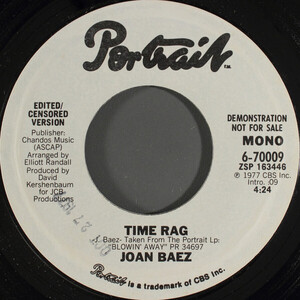 Portrait™
EDITED/
CENSORED
VERSION
Publisher:
Chandos Music
(ASCAP)
Arranged by
Elliott Randall
Produced by
David
Kershenbaum
for JCB
Productions
DEMONSTRATION
NOT FOR SALE
MONO
6-70009
ZSP 163446
℗ 1977 CBS Inc.
Intro. :09
4:24
TIME RAG
-J. Baez- Taken From The Portrait Lp:
"BLOWIN' AWAY" PR 34697
JOAN BAEZ
Portrait™ is a trademark of CBS Inc.